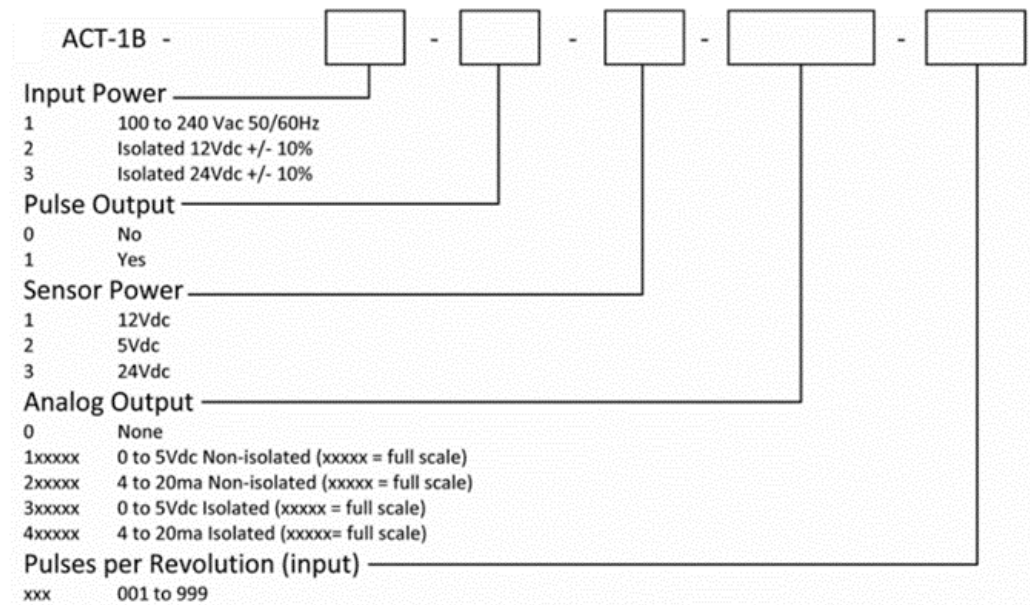 ACT-1B - - - - -
Input Power
1 100 to 240 Vac 50/60Hz
2 Isolated 12Vdc +/- 10%
3 Isolated 24Vdc +/- 10%
Pulse Output
0 No
1 Yes
Sensor Power
1 12Vdc
2 5Vdc
3 24Vdc
Analog Output
0 None
1xxxxx 0 to 5Vdc Non-isolated (xxxxx = full scale)
2xxxxx 4 to 20ma Non-isolated (xxxxx = full scale)
3xxxxx 0 to 5Vdc Isolated (xxxxx = full scale)
4xxxxx 4 to 20ma Isolated (xxxxx= full scale)
Pulses per Revolution (input)
xxx 001 to 999